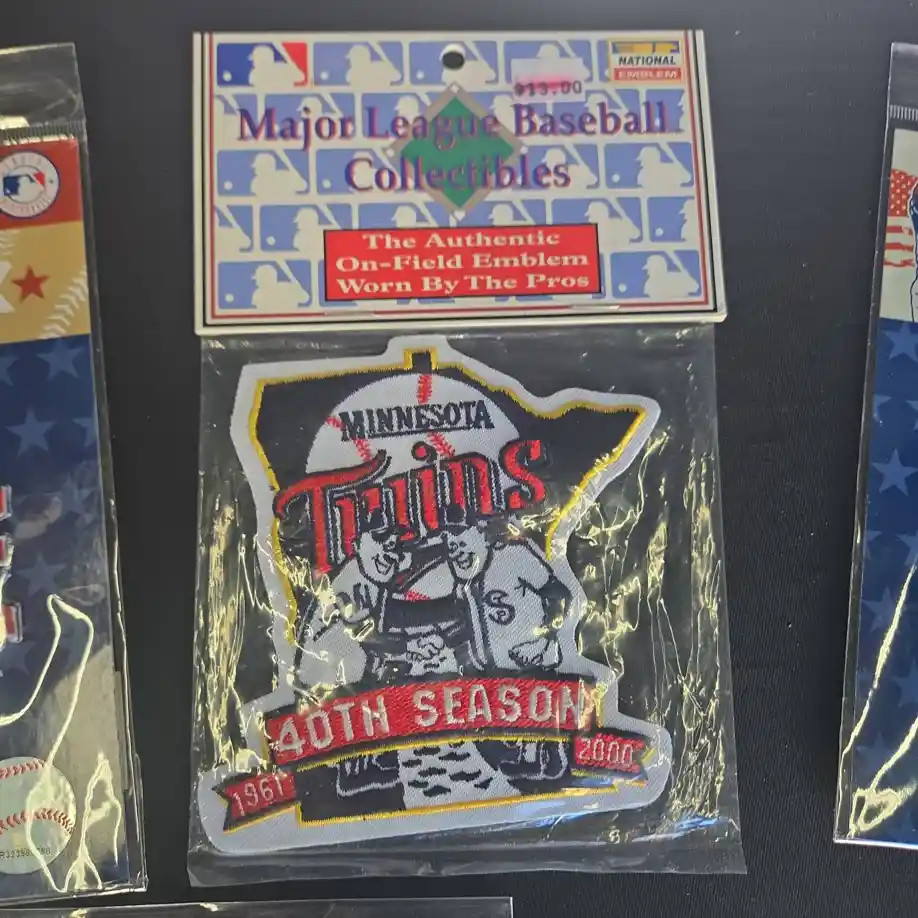 NATIONAL
EMBLEM
$13.00
Major League Baseball
Collectibles
The Authentic
On-Field Emblem
Worn By The Pros
MINNESOTA
Twins
M
S
40TH SEASON
1961
2000